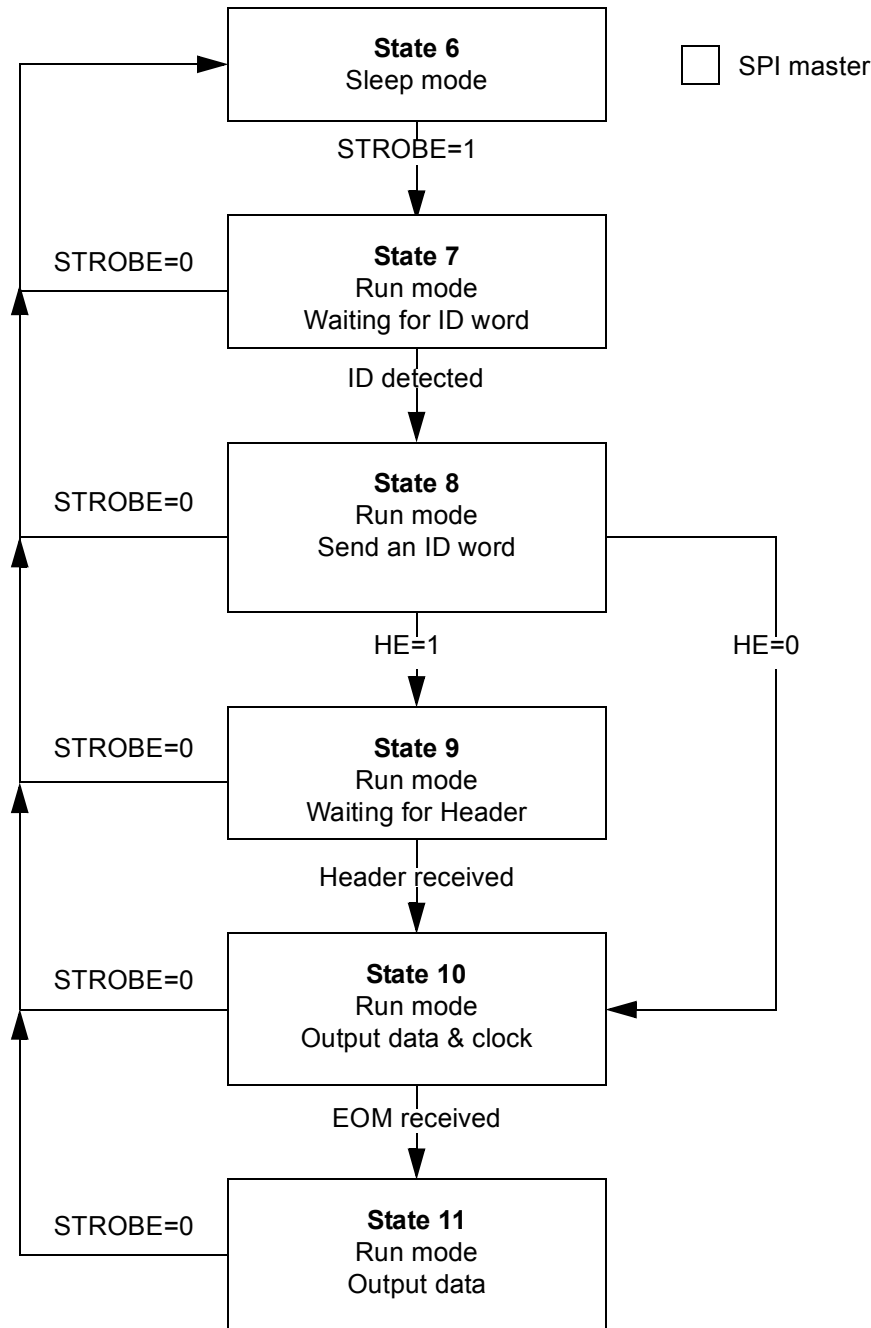 State 6
Sleep mode
SPI master
STROBE=1
State 7
Run mode
Waiting for ID word
STROBE=0
ID detected
State 8
Run mode
Send an ID word
STROBE=0
HE=1
HE=0
State 9
Run mode
Waiting for Header
STROBE=0
Header received
State 10
Run mode
Output data & clock
STROBE=0
EOM received
State 11
Run mode
Output data
STROBE=0